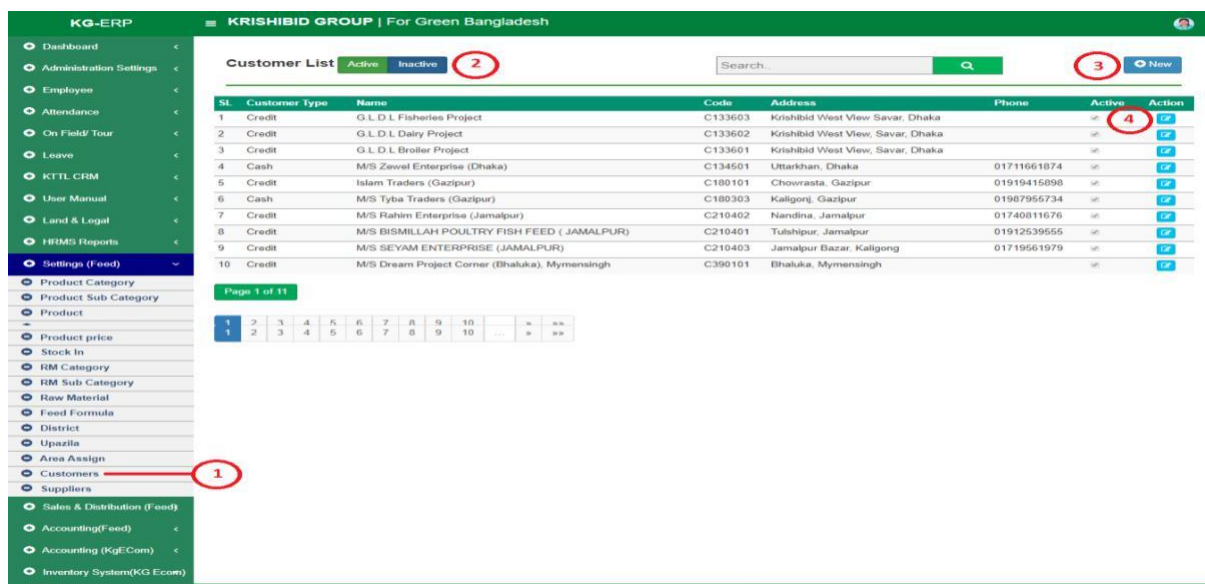 KG-ERP
KRISHIBID GROUP | For Green Bangladesh
Dashboard
Administration Settings
Employee
Attendance
On Field/ Tour
Leave
KTTL CRM
User Manual
Land & Legal
HRMS Reports
Settings (Feed)
Product Category
Product Sub Category
Product
Product price
Stock In
RM Category
RM Sub Category
Raw Material
Feed Formula
District
Upazila
Area Assign
Customers
Suppliers
Sales & Distribution (Feed)
Accounting(Feed)
Accounting (KgECom)
Inventory System(KG Ecom)
1
Customer List Active Inactive 2 Search.. 3 New
SL Customer Type Name Code Address Phone Active Action
1 Credit G.L.D.L Fisheries Project C133603 Krishibid West View Savar, Dhaka 4
2 Credit G.L.D.L Dairy Project C133602 Krishibid West View, Savar, Dhaka
3 Credit G.L.D.L Broiler Project C133601 Krishibid West View, Savar, Dhaka
4 Cash M/S Zewel Enterprise (Dhaka) C134501 Uttarkhan, Dhaka 01711661874
5 Credit Islam Traders (Gazipur) C180101 Chowrasta, Gazipur 01919415898
6 Cash M/S Tyba Traders (Gazipur) C180303 Kaligonj, Gazipur 01987955734
7 Credit M/S Rahim Enterprise (Jamalpur) C210402 Nandina, Jamalpur 01740811676
8 Credit M/S BISMILLAH POULTRY FISH FEED ( JAMALPUR) C210401 Tulshipur, Jamalpur 01912539555
9 Credit M/S SEYAM ENTERPRISE (JAMALPUR) C210403 Jamalpur Bazar, Kaligong 01719561979
10 Credit M/S Dream Project Corner (Bhaluka), Mymensingh C390101 Bhaluka, Mymensingh
Page 1 of 11
1 2 3 4 5 6 7 8 9 10 ... » »»
1 2 3 4 5 6 7 8 9 10 ... » »»